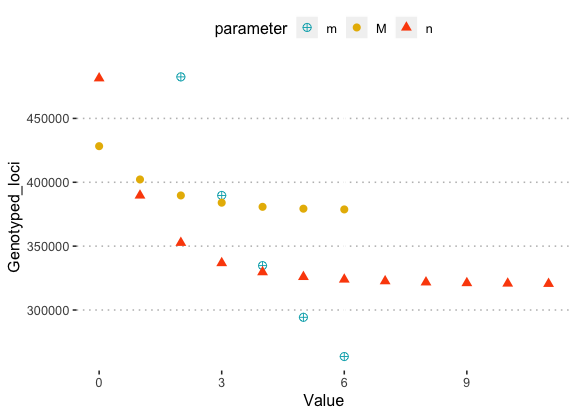 parameter m M n
450000
400000
350000
300000
Genotyped_loci
0 3 6 9
Value